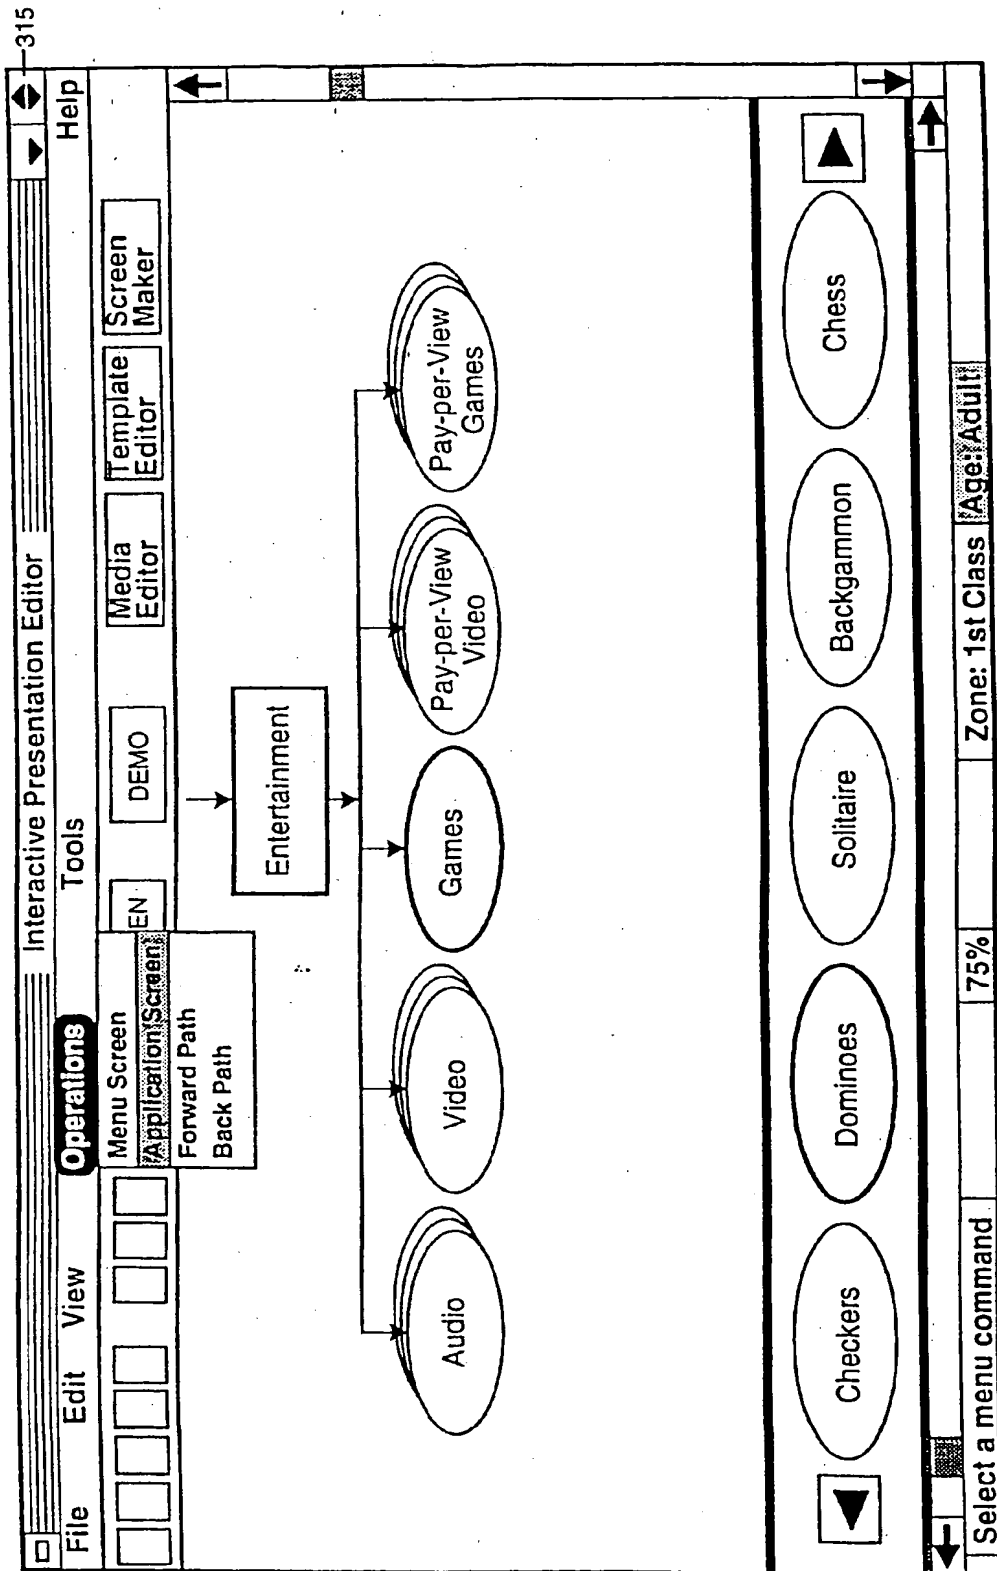 315
Interactive Presentation Editor
File Edit View Operations Tools Help
Menu Screen
Application Screen
Forward Path
Back Path
EN
DEMO
Media
Editor
Template
Editor
Screen
Maker
Entertainment
Audio
Video
Games
Pay-per-View
Video
Pay-per-View
Games
Checkers
Dominoes
Solitaire
Backgammon
Chess
Select a menu command
75%
Zone: 1st Class
Age: Adult